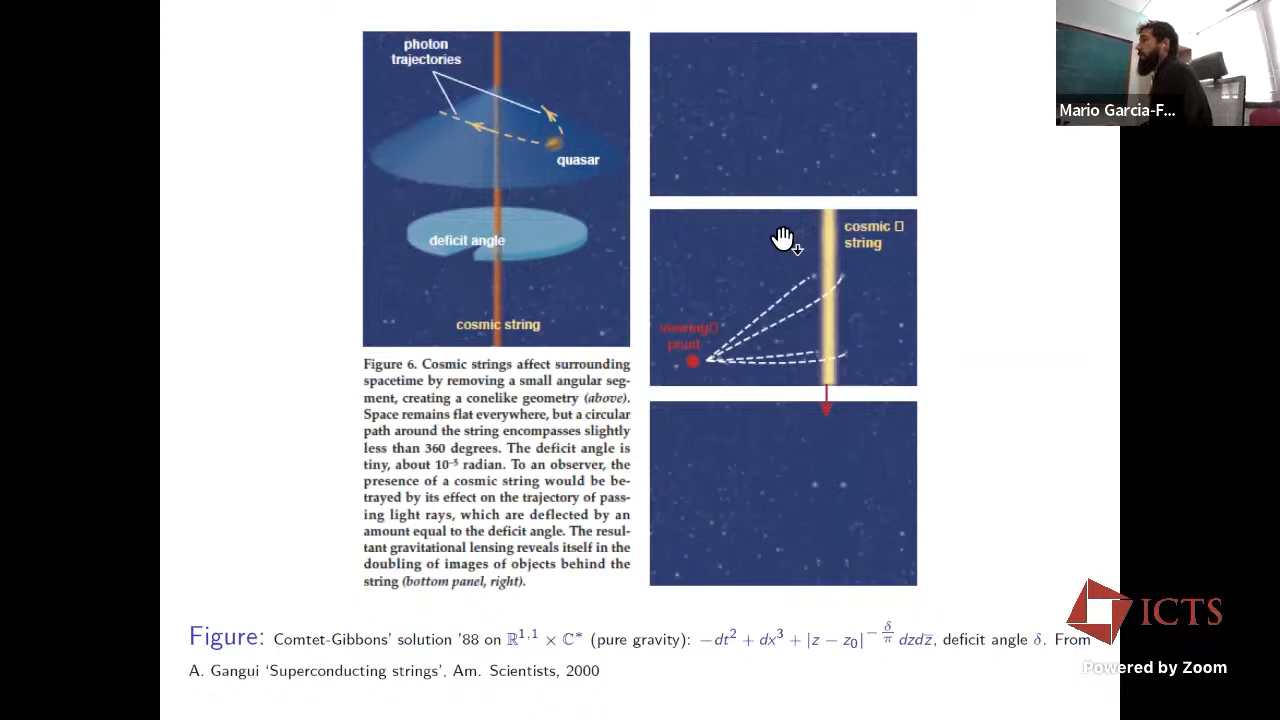 photon
trajectories
quasar
deficit angle
cosmic string
cosmic
string
viewing
point
Mario Garcia-F...
Figure 6. Cosmic strings affect surrounding
spacetime by removing a small angular seg-
ment, creating a conelike geometry (above).
Space remains flat everywhere, but a circular
path around the string encompasses slightly
less than 360 degrees. The deficit angle is
tiny, about 10⁻⁵ radian. To an observer, the
presence of a cosmic string would be be-
trayed by its effect on the trajectory of pass-
ing light rays, which are deflected by an
amount equal to the deficit angle. The resul-
tant gravitational lensing reveals itself in the
doubling of images of objects behind the
string (bottom panel, right).
Figure: Comtet-Gibbons' solution '88 on ℝ^{1,1} × ℂ* (pure gravity): −dt² + dx³ + |z − z₀|^{−δ/π} dzdz̄, deficit angle δ. From
A. Gangui 'Superconducting strings', Am. Scientists, 2000
ICTS
Powered by Zoom